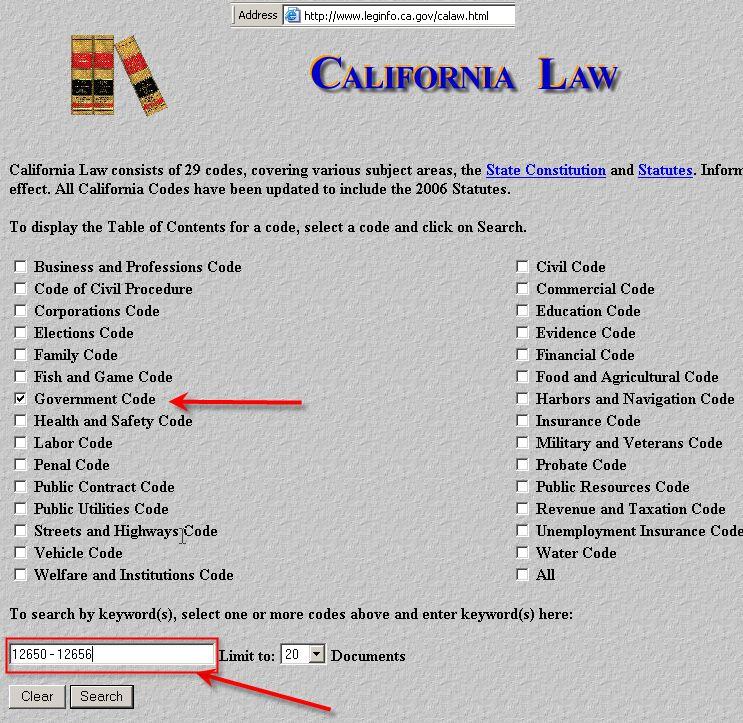 Address http://www.leginfo.ca.gov/calaw.html
CALIFORNIA LAW
California Law consists of 29 codes, covering various subject areas, the State Constitution and Statutes. Inform
effect. All California Codes have been updated to include the 2006 Statutes.
To display the Table of Contents for a code, select a code and click on Search.
Business and Professions Code Civil Code
Code of Civil Procedure Commercial Code
Corporations Code Education Code
Elections Code Evidence Code
Family Code Financial Code
Fish and Game Code Food and Agricultural Code
Government Code Harbors and Navigation Code
Health and Safety Code Insurance Code
Labor Code Military and Veterans Code
Penal Code Probate Code
Public Contract Code Public Resources Code
Public Utilities Code Revenue and Taxation Code
Streets and Highways Code Unemployment Insurance Code
Vehicle Code Water Code
Welfare and Institutions Code All
To search by keyword(s), select one or more codes above and enter keyword(s) here:
12650 - 12656 Limit to: 20 Documents
Clear Search